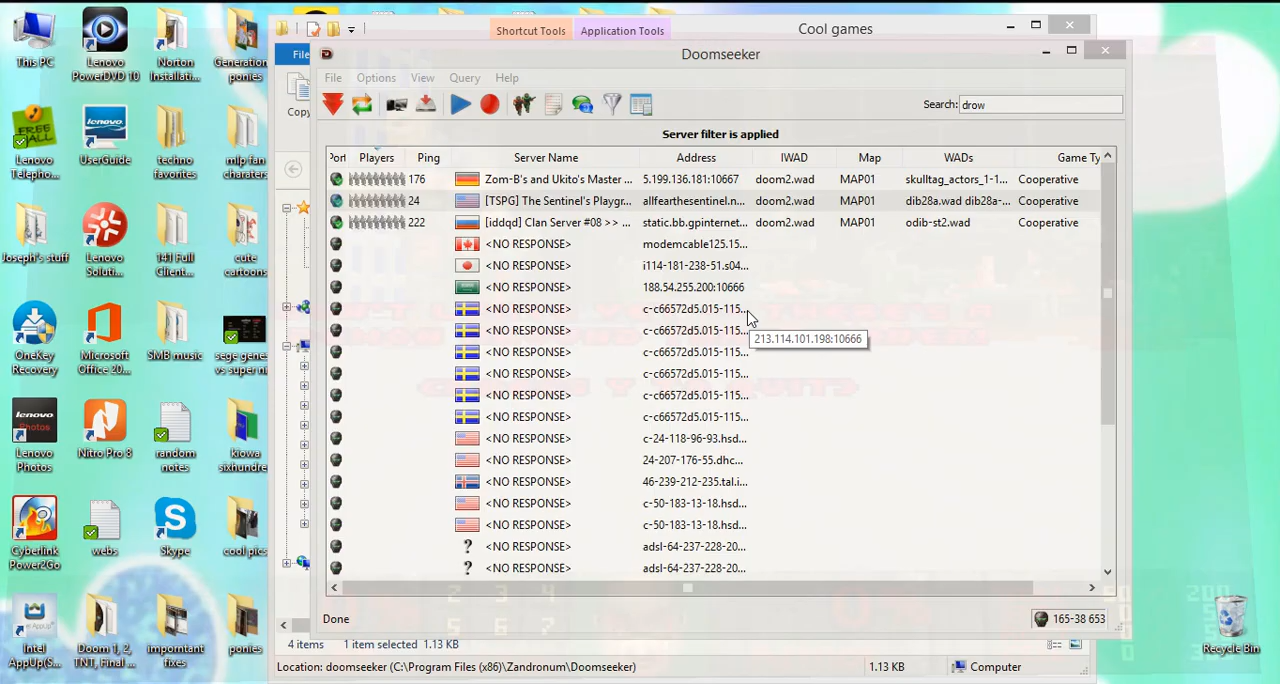 Shortcut Tools Application Tools Cool games
File
Copy
Doomseeker
File Options View Query Help
Search: drow
Server filter is applied
Port Players Ping Server Name Address IWAD Map WADs Game Ty
176 Zom-B's and Ukito's Master ... 5.199.136.181:10667 doom2.wad MAP01 skulltag_actors_1-1... Cooperative
24 [TSPG] The Sentinel's Playgr... allfearthesentinel.n... doom2.wad MAP01 dib28a.wad dib28a-... Cooperative
222 [iddqd] Clan Server #08 >> ... static.bb.gpinternet... doom2.wad MAP01 odib-st2.wad Cooperative
<NO RESPONSE> modemcable125.15...
<NO RESPONSE> i114-181-238-51.s04...
<NO RESPONSE> 188.54.255.200:10666
<NO RESPONSE> c-c66572d5.015-115...
<NO RESPONSE> c-c66572d5.015-115...
213.114.101.198:10666
<NO RESPONSE> c-c66572d5.015-115...
<NO RESPONSE> c-c66572d5.015-115...
<NO RESPONSE> c-c66572d5.015-115...
<NO RESPONSE> c-c66572d5.015-115...
<NO RESPONSE> c-24-118-96-93.hsd...
<NO RESPONSE> 24-207-176-55.dhc...
<NO RESPONSE> 46-239-212-235.tal.i...
<NO RESPONSE> c-50-183-13-18.hsd...
<NO RESPONSE> c-50-183-13-18.hsd...
? <NO RESPONSE> adsl-64-237-228-20...
? <NO RESPONSE> adsl-64-237-228-20...
Done 165-38 653
4 items 1 item selected 1.13 KB
Location: doomseeker (C:\Program Files (x86)\Zandronum\Doomseeker) 1.13 KB Computer
This PC
Lenovo PowerDVD 10
Norton Installati...
Generation ponies
Lenovo Telepho...
UserGuide
techno favorites
mlp fan charaters
Joseph's stuff
Lenovo Soluti...
141 Full Client...
cute cartoons
OneKey Recovery
Microsoft Office 20...
SMB music
sege gene vs super ni
Lenovo Photos
Nitro Pro 8
random notes
kiowa sixhundre
Cyberlink Power2Go
webs
Skype
cool pics
Intel AppUp(S...
Doom 1, 2, TNT, Final ...
imporntant fixes
ponies
Recycle Bin